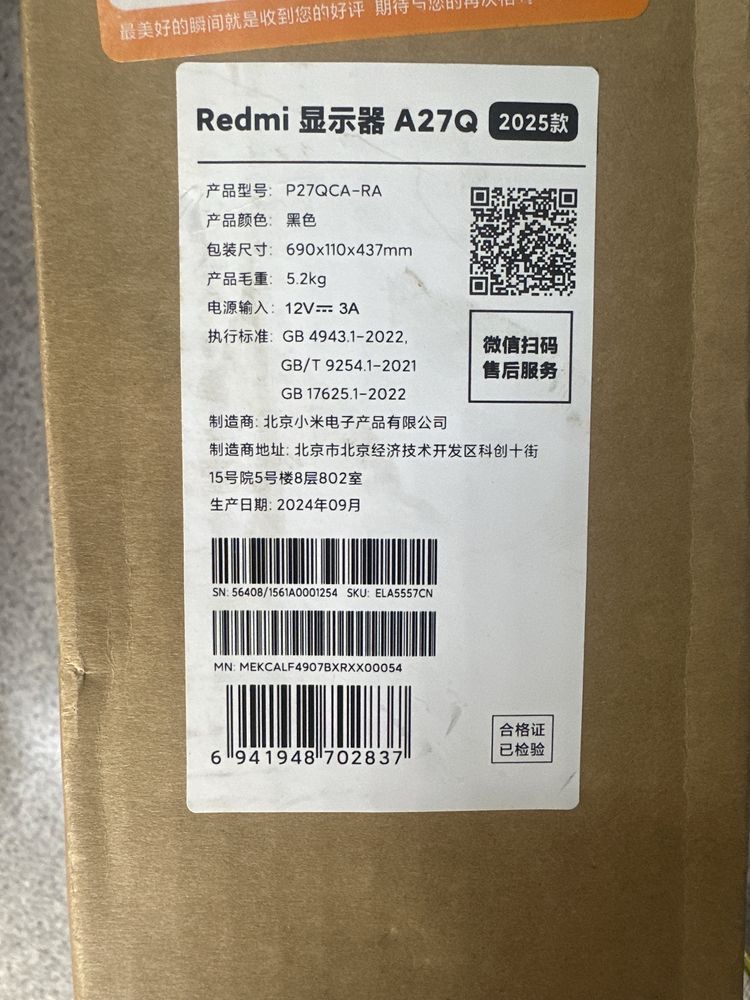 最美好的瞬间就是收到您的好评 期待与您的再次相
Redmi 显示器 A27Q 2025款
产品型号: P27QCA-RA
产品颜色: 黑色
包装尺寸: 690x110x437mm
产品毛重: 5.2kg
电源输入: 12V⎓ 3A
执行标准: GB 4943.1-2022,
GB/T 9254.1-2021
GB 17625.1-2022
微信扫码
售后服务
制造商: 北京小米电子产品有限公司
制造商地址: 北京市北京经济技术开发区科创十街
15号院5号楼8层802室
生产日期: 2024年09月
SN: 56408/1561A0001254 SKU: ELA5557CN
MN: MEKCALF4907BXRXX00054
6 941948 702837
合格证
已检验